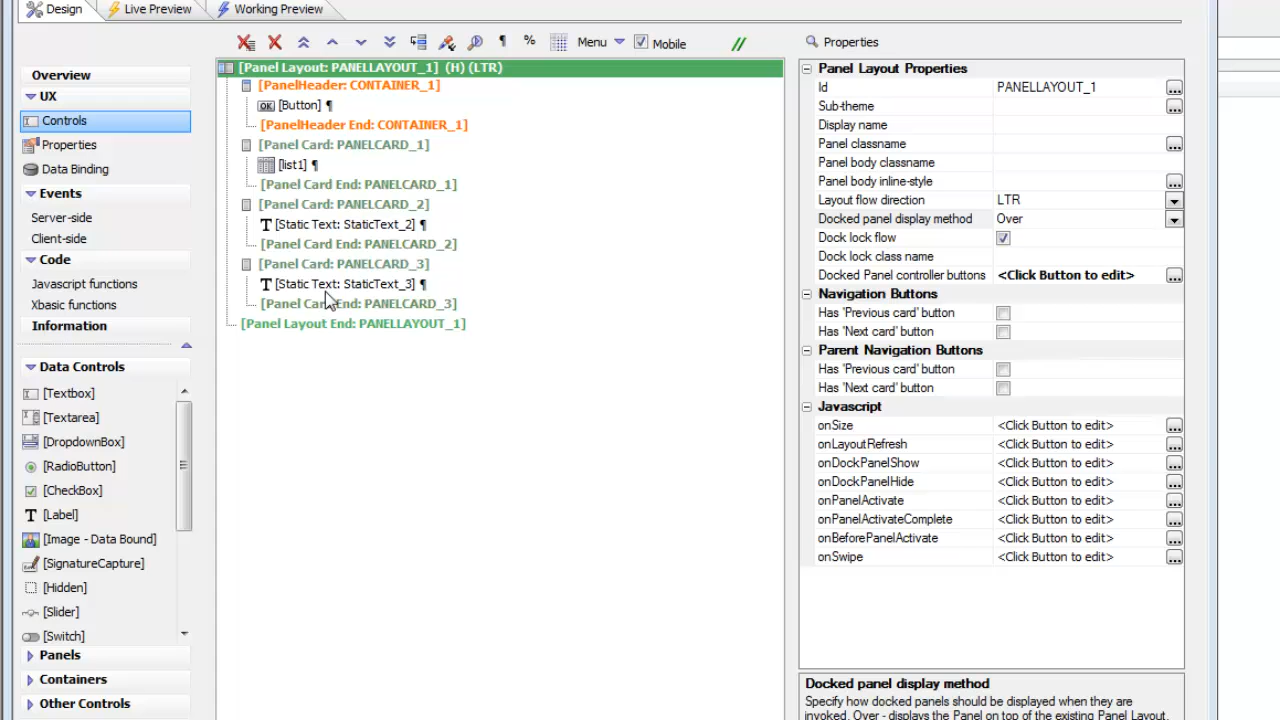 Design
Live Preview
Working Preview
¶
%
Menu
Mobile
Properties
Overview
UX
Controls
Properties
Data Binding
Events
Server-side
Client-side
Code
Javascript functions
Xbasic functions
Information
Data Controls
[Textbox]
[Textarea]
[DropdownBox]
[RadioButton]
[CheckBox]
T [Label]
[Image - Data Bound]
[SignatureCapture]
[Hidden]
[Slider]
[Switch]
Panels
Containers
Other Controls
[Panel Layout: PANELLAYOUT_1] (H) (LTR)
[PanelHeader: CONTAINER_1]
OK [Button] ¶
[PanelHeader End: CONTAINER_1]
[Panel Card: PANELCARD_1]
[list1] ¶
[Panel Card End: PANELCARD_1]
[Panel Card: PANELCARD_2]
T [Static Text: StaticText_2] ¶
[Panel Card End: PANELCARD_2]
[Panel Card: PANELCARD_3]
T [Static Text: StaticText_3] ¶
[Panel Card End: PANELCARD_3]
[Panel Layout End: PANELLAYOUT_1]
Panel Layout Properties
Id PANELLAYOUT_1 ...
Sub-theme ...
Display name
Panel classname ...
Panel body classname
Panel body inline-style ...
Layout flow direction LTR
Docked panel display method Over
Dock lock flow
Dock lock class name
Docked Panel controller buttons <Click Button to edit> ...
Navigation Buttons
Has 'Previous card' button
Has 'Next card' button
Parent Navigation Buttons
Has 'Previous card' button
Has 'Next card' button
Javascript
onSize <Click Button to edit> ...
onLayoutRefresh <Click Button to edit> ...
onDockPanelShow <Click Button to edit> ...
onDockPanelHide <Click Button to edit> ...
onPanelActivate <Click Button to edit> ...
onPanelActivateComplete <Click Button to edit> ...
onBeforePanelActivate <Click Button to edit> ...
onSwipe <Click Button to edit> ...
Docked panel display method
Specify how docked panels should be displayed when they are
invoked. Over - displays the Panel on top of the existing Panel Layout.